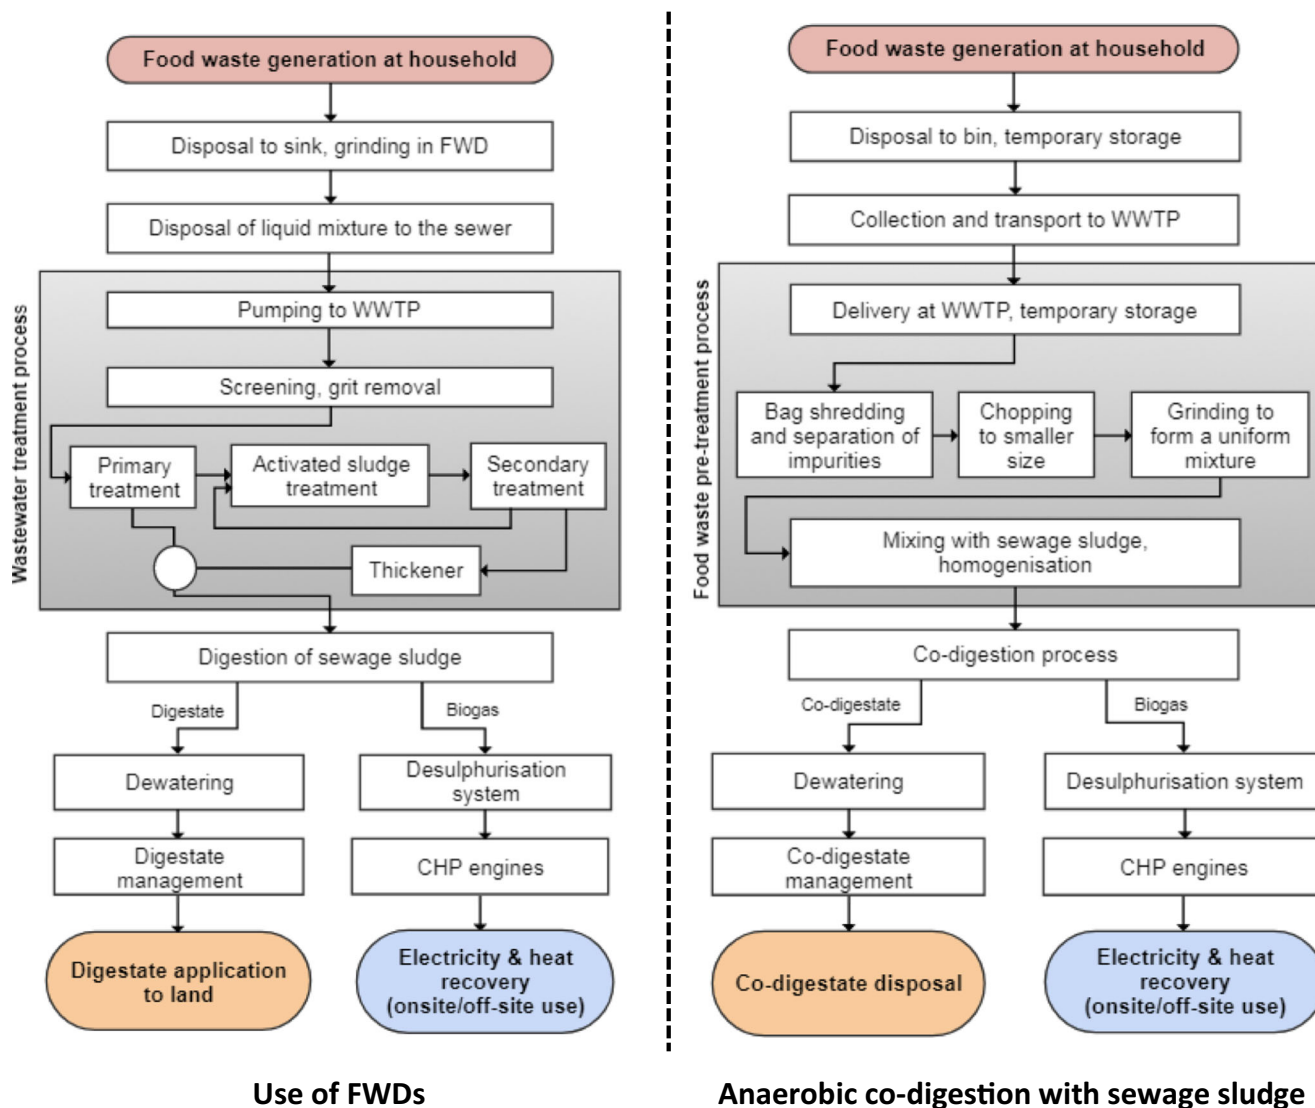 Food waste generation at household
Disposal to sink, grinding in FWD
Disposal of liquid mixture to the sewer
Wastewater treatment process
Pumping to WWTP
Screening, grit removal
Primary
treatment
Activated sludge
treatment
Secondary
treatment
Thickener
Digestion of sewage sludge
Digestate
Biogas
Dewatering
Desulphurisation
system
Digestate
management
CHP engines
Digestate application
to land
Electricity & heat
recovery
(onsite/off-site use)
Use of FWDs
Food waste generation at household
Disposal to bin, temporary storage
Collection and transport to WWTP
Food waste pre-treatment process
Delivery at WWTP, temporary storage
Bag shredding
and separation of
impurities
Chopping
to smaller
size
Grinding to
form a uniform
mixture
Mixing with sewage sludge,
homogenisation
Co-digestion process
Co-digestate
Biogas
Dewatering
Desulphurisation system
Co-digestate
management
CHP engines
Co-digestate disposal
Electricity & heat
recovery
(onsite/off-site use)
Anaerobic co-digestion with sewage sludge